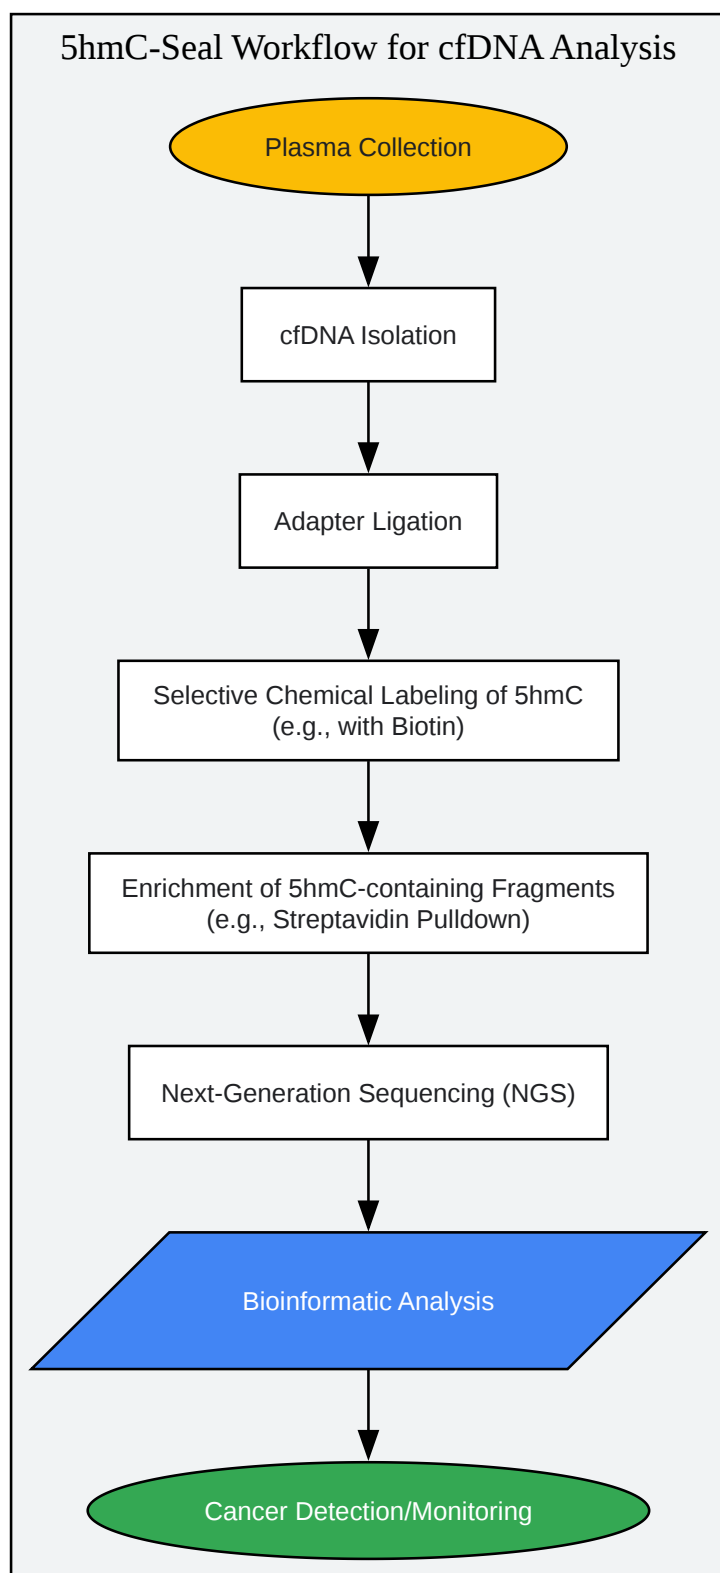 5hmC-Seal Workflow for cfDNA Analysis
Plasma Collection
cfDNA Isolation
Adapter Ligation
Selective Chemical Labeling of 5hmC
(e.g., with Biotin)
Enrichment of 5hmC-containing Fragments
(e.g., Streptavidin Pulldown)
Next-Generation Sequencing (NGS)
Bioinformatic Analysis
Cancer Detection/Monitoring